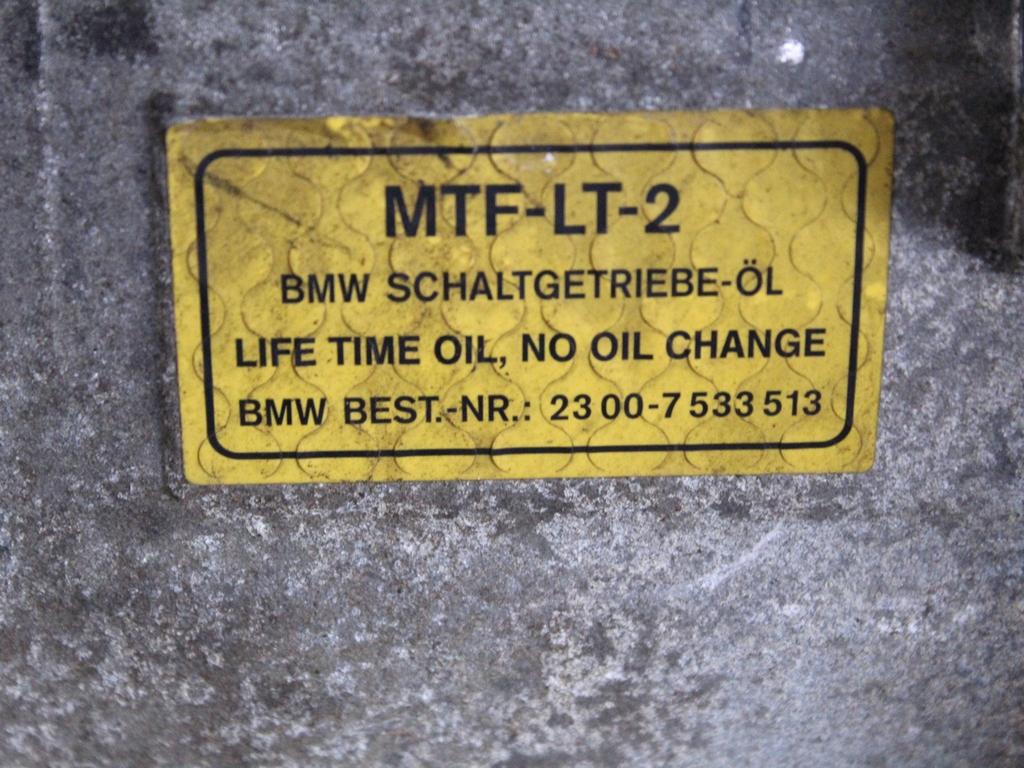 MTF-LT-2
BMW SCHALTGETRIEBE-ÖL
LIFE TIME OIL, NO OIL CHANGE
BMW BEST.-NR.: 23 00-7 533 513